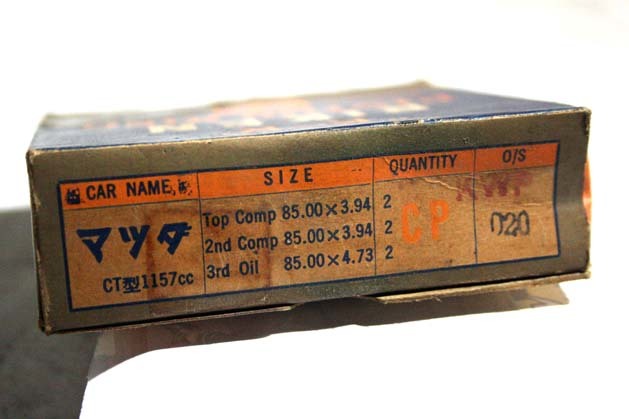 CAR NAME SIZE QUANTITY O/S
マツダ
CT型1157cc
Top Comp 85.00×3.94 2
2nd Comp 85.00×3.94 2
3rd Oil 85.00×4.73 2
CP
020